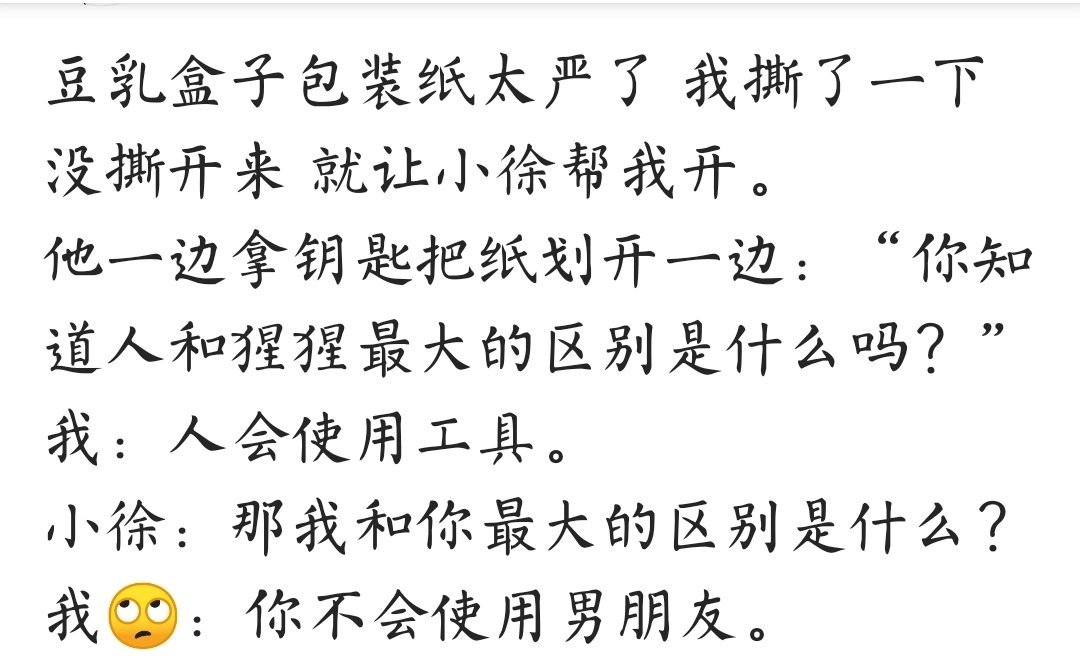 豆乳盒子包装纸太严了 我撕了一下
没撕开来 就让小徐帮我开。
他一边拿钥匙把纸划开一边：“你知
道人和猩猩最大的区别是什么吗？”
我：人会使用工具。
小徐：那我和你最大的区别是什么？
我🙄：你不会使用男朋友。